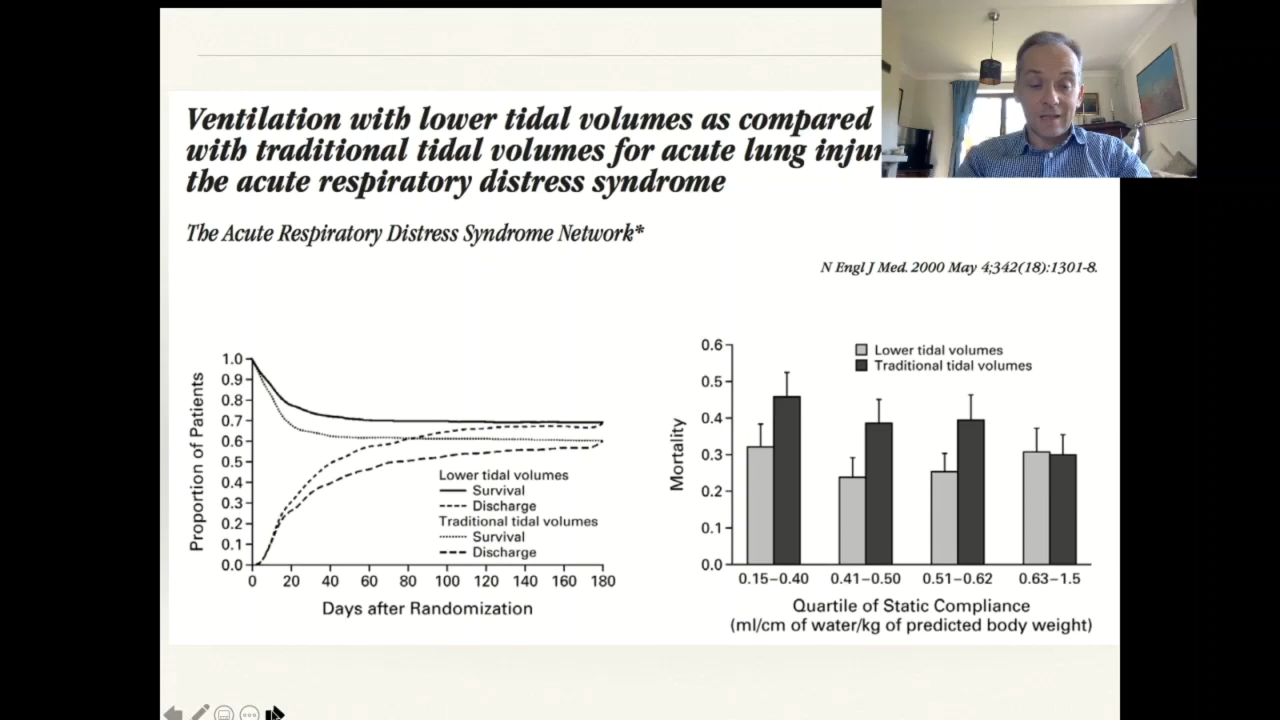 Ventilation with lower tidal volumes as compared
with traditional tidal volumes for acute lung
the acute respiratory distress syndrome
The Acute Respiratory Distress Syndrome Network*
N Engl J Med. 2000 May 4;342(18):1301-8.
Proportion of Patients
1.0
0.9
0.8
0.7
0.6
0.5
0.4
0.3
0.2
0.1
0.0
Lower tidal volumes
Survival
Discharge
Traditional tidal volumes
Survival
Discharge
0 20 40 60 80 100 120 140 160 180
Days after Randomization
Mortality
0.6
0.5
0.4
0.3
0.2
0.1
0.0
Lower tidal volumes
Traditional tidal volumes
0.15–0.40 0.41–0.50 0.51–0.62 0.63–1.5
Quartile of Static Compliance
(ml/cm of water/kg of predicted body weight)